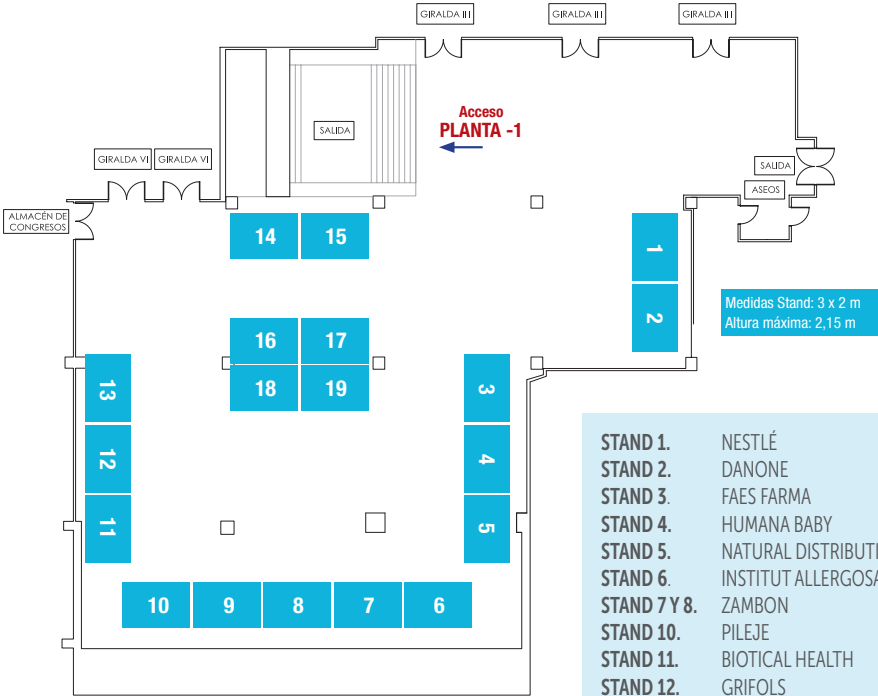 GIRALDA III
GIRALDA III
GIRALDA III
SALIDA
Acceso
PLANTA -1
GIRALDA VI
GIRALDA VI
SALIDA
ASEOS
ALMACÉN DE
CONGRESOS
14
15
1
2
Medidas Stand: 3 x 2 m
Altura máxima: 2,15 m
16
17
18
19
13
12
11
3
4
5
10
9
8
7
6
STAND 1. NESTLÉ
STAND 2. DANONE
STAND 3. FAES FARMA
STAND 4. HUMANA BABY
STAND 5. NATURAL
STAND 6. INSTITUT
STAND 7 Y 8. ZAMBON
STAND 10. PILEJE
STAND 11. BIOTICAL HEALTH
STAND 12. GRIFOLS